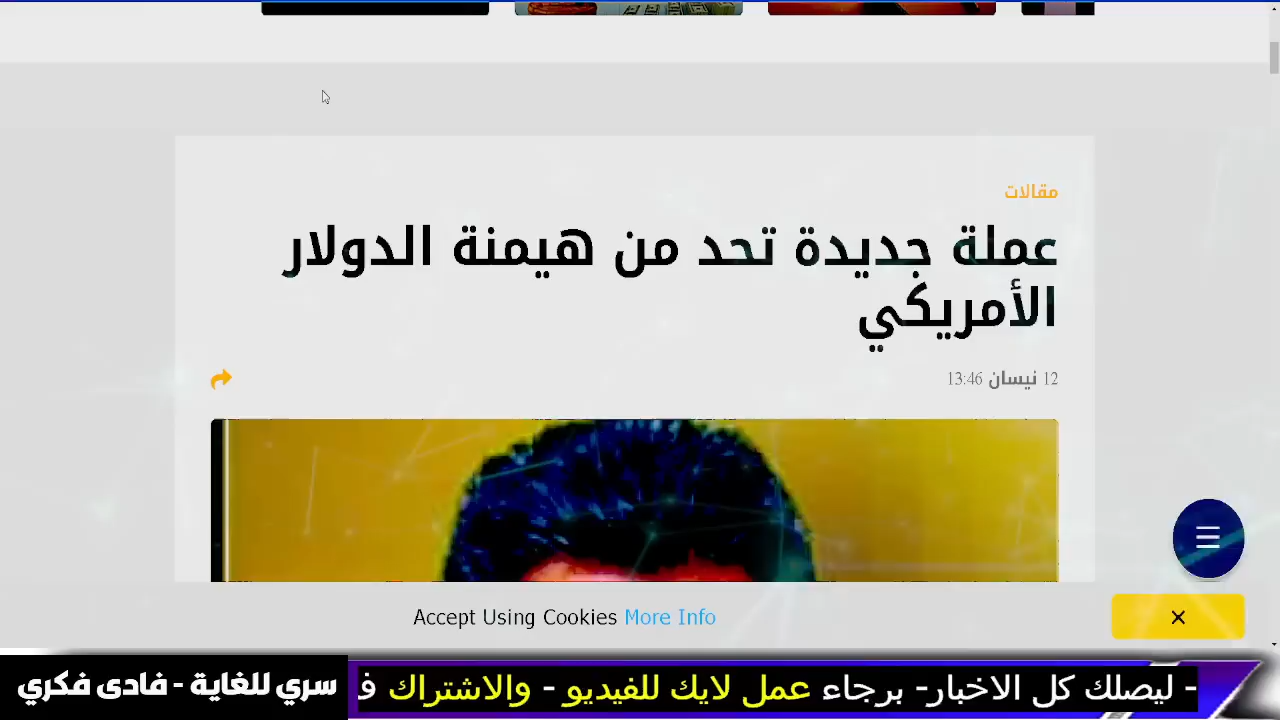 مقالات
عملة جديدة تحد من هيمنة الدولار
الأمريكي
12 نيسان 13:46
Accept Using Cookies More Info
سري للغاية - فادى فكري
- ليصلك كل الاخبار- برجاء عمل لايك للفيديو - والاشتراك ف